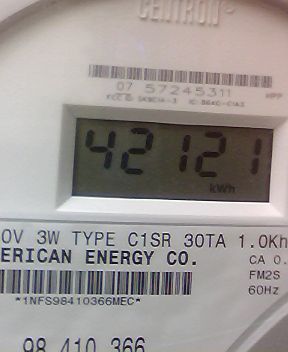 CENTRON
07 57245311
42121
kWh
0V 3W TYPE C1SR 30TA 1.0Kh
ERICAN ENERGY CO.
CA 0.
FM2S
60Hz
*1NFS98410366MEC*
98 410 366